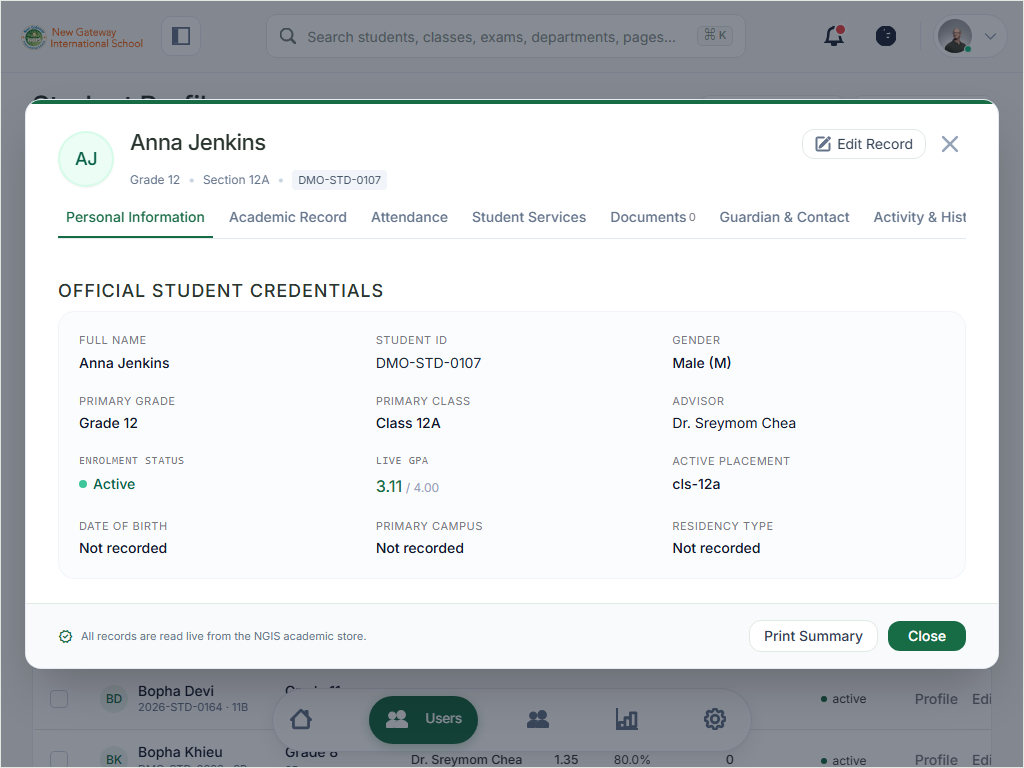 New Gateway
International School
Search students, classes, exams, departments, pages...
⌘ K
AJ
Anna Jenkins
Grade 12 • Section 12A • DMO-STD-0107
Edit Record
Personal Information
Academic Record
Attendance
Student Services
Documents 0
Guardian & Contact
Activity & Hist
OFFICIAL STUDENT CREDENTIALS
FULL NAME
Anna Jenkins
STUDENT ID
DMO-STD-0107
GENDER
Male (M)
PRIMARY GRADE
Grade 12
PRIMARY CLASS
Class 12A
ADVISOR
Dr. Sreymom Chea
ENROLMENT STATUS
Active
LIVE GPA
3.11 / 4.00
ACTIVE PLACEMENT
cls-12a
DATE OF BIRTH
Not recorded
PRIMARY CAMPUS
Not recorded
RESIDENCY TYPE
Not recorded
All records are read live from the NGIS academic store.
Print Summary
Close
BD
Bopha Devi
2026-STD-0164 · 11B
active
Profile
Edi
Users
BK
Bopha Khieu
Grade 8
Dr. Sreymom Chea
1.35
80.0%
0
active
Profile
Edi